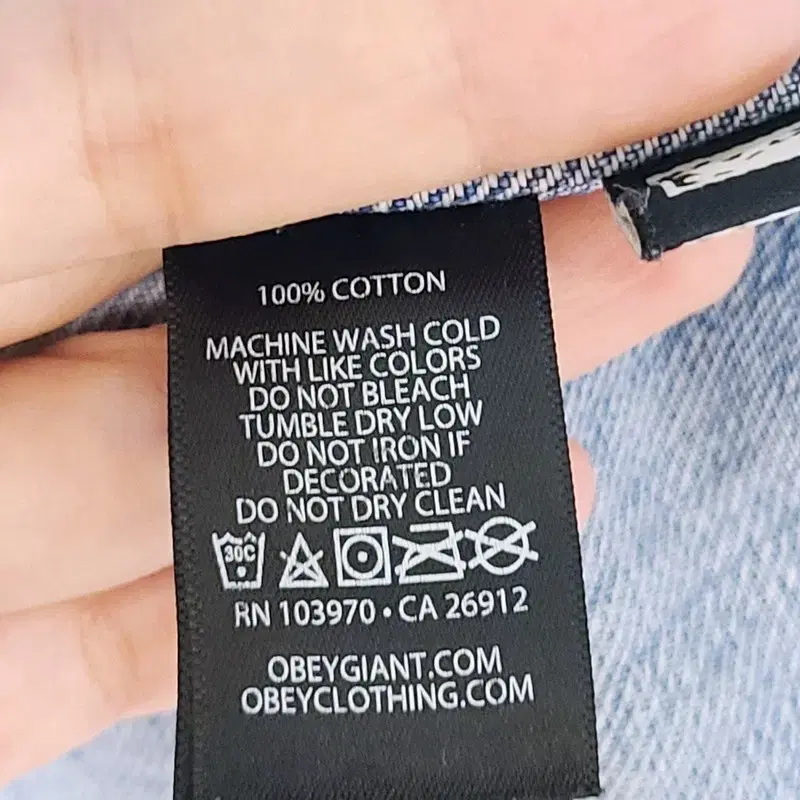 100% COTTON
MACHINE WASH COLD
WITH LIKE COLORS
DO NOT BLEACH
TUMBLE DRY LOW
DO NOT IRON IF
DECORATED
DO NOT DRY CLEAN
30C
RN 103970 • CA 26912
OBEYGIANT.COM
OBEYCLOTHING.COM